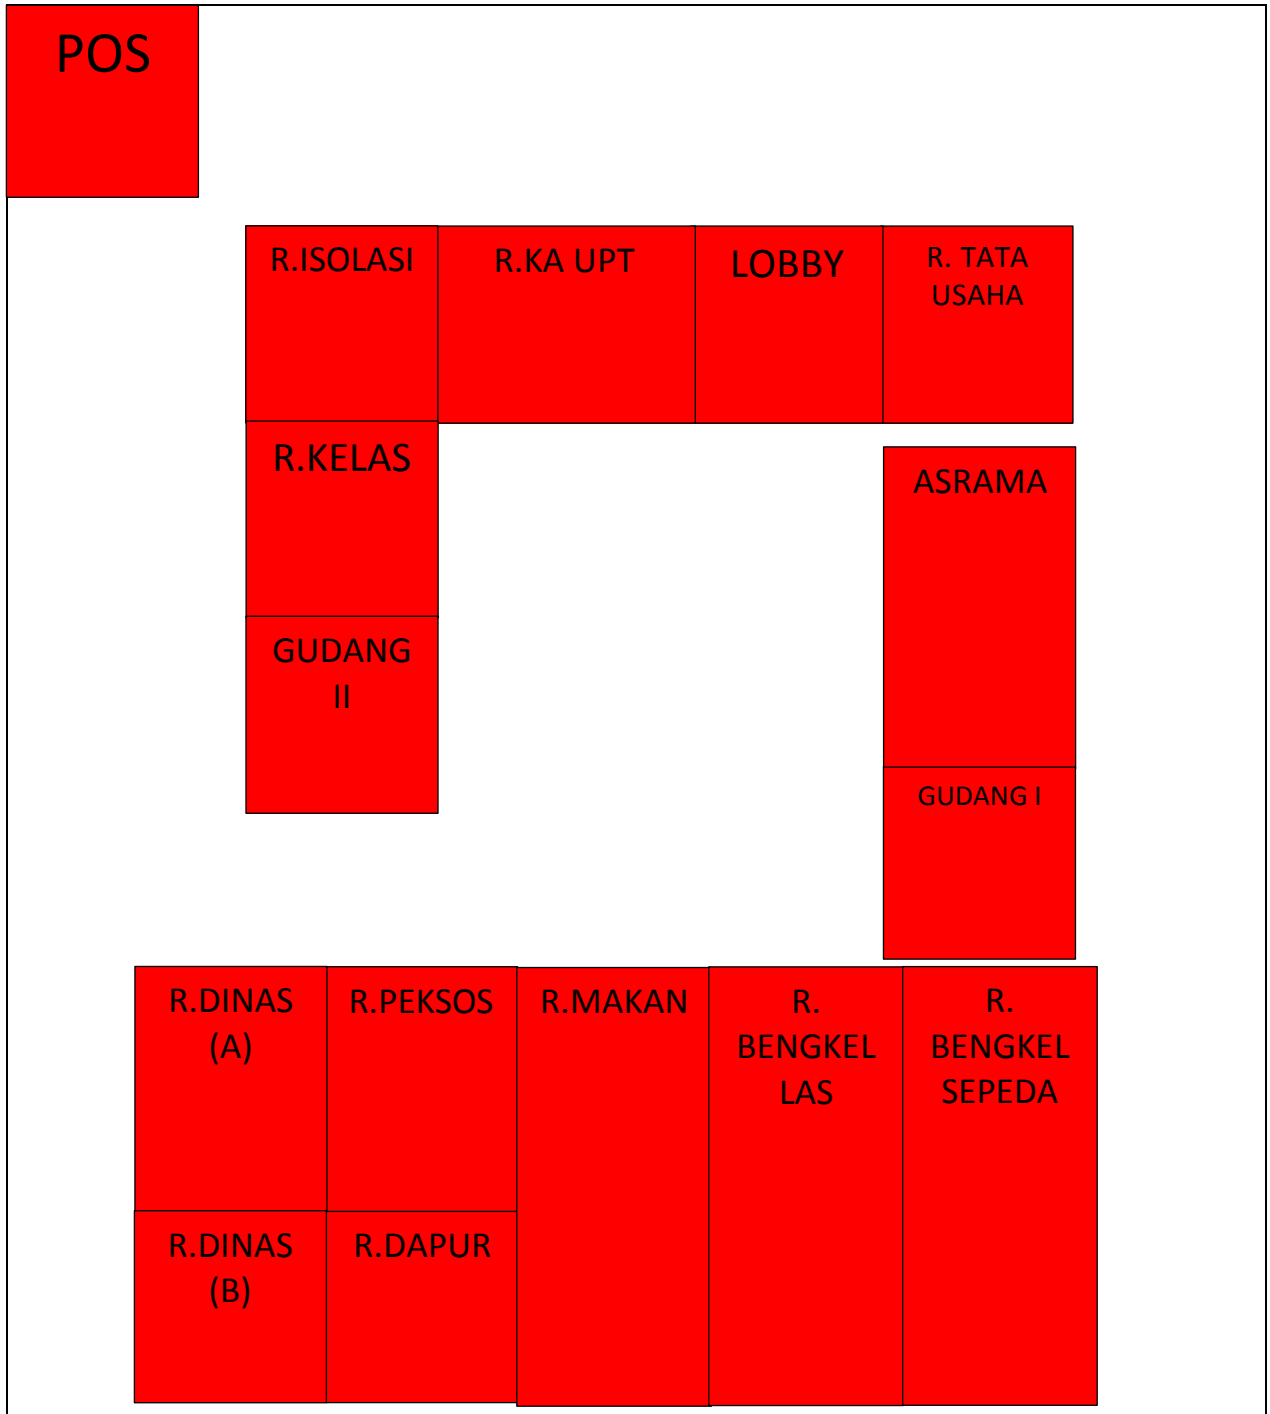 POS
R.ISOLASI
R.KA UPT
LOBBY
R. TATA
USAHA
R.KELAS
ASRAMA
GUDANG
II
GUDANG I
R.DINAS
(A)
R.PEKSOS
R.MAKAN
R.
BENGKEL
LAS
R.
BENGKEL
SEPEDA
R.DINAS
(B)
R.DAPUR